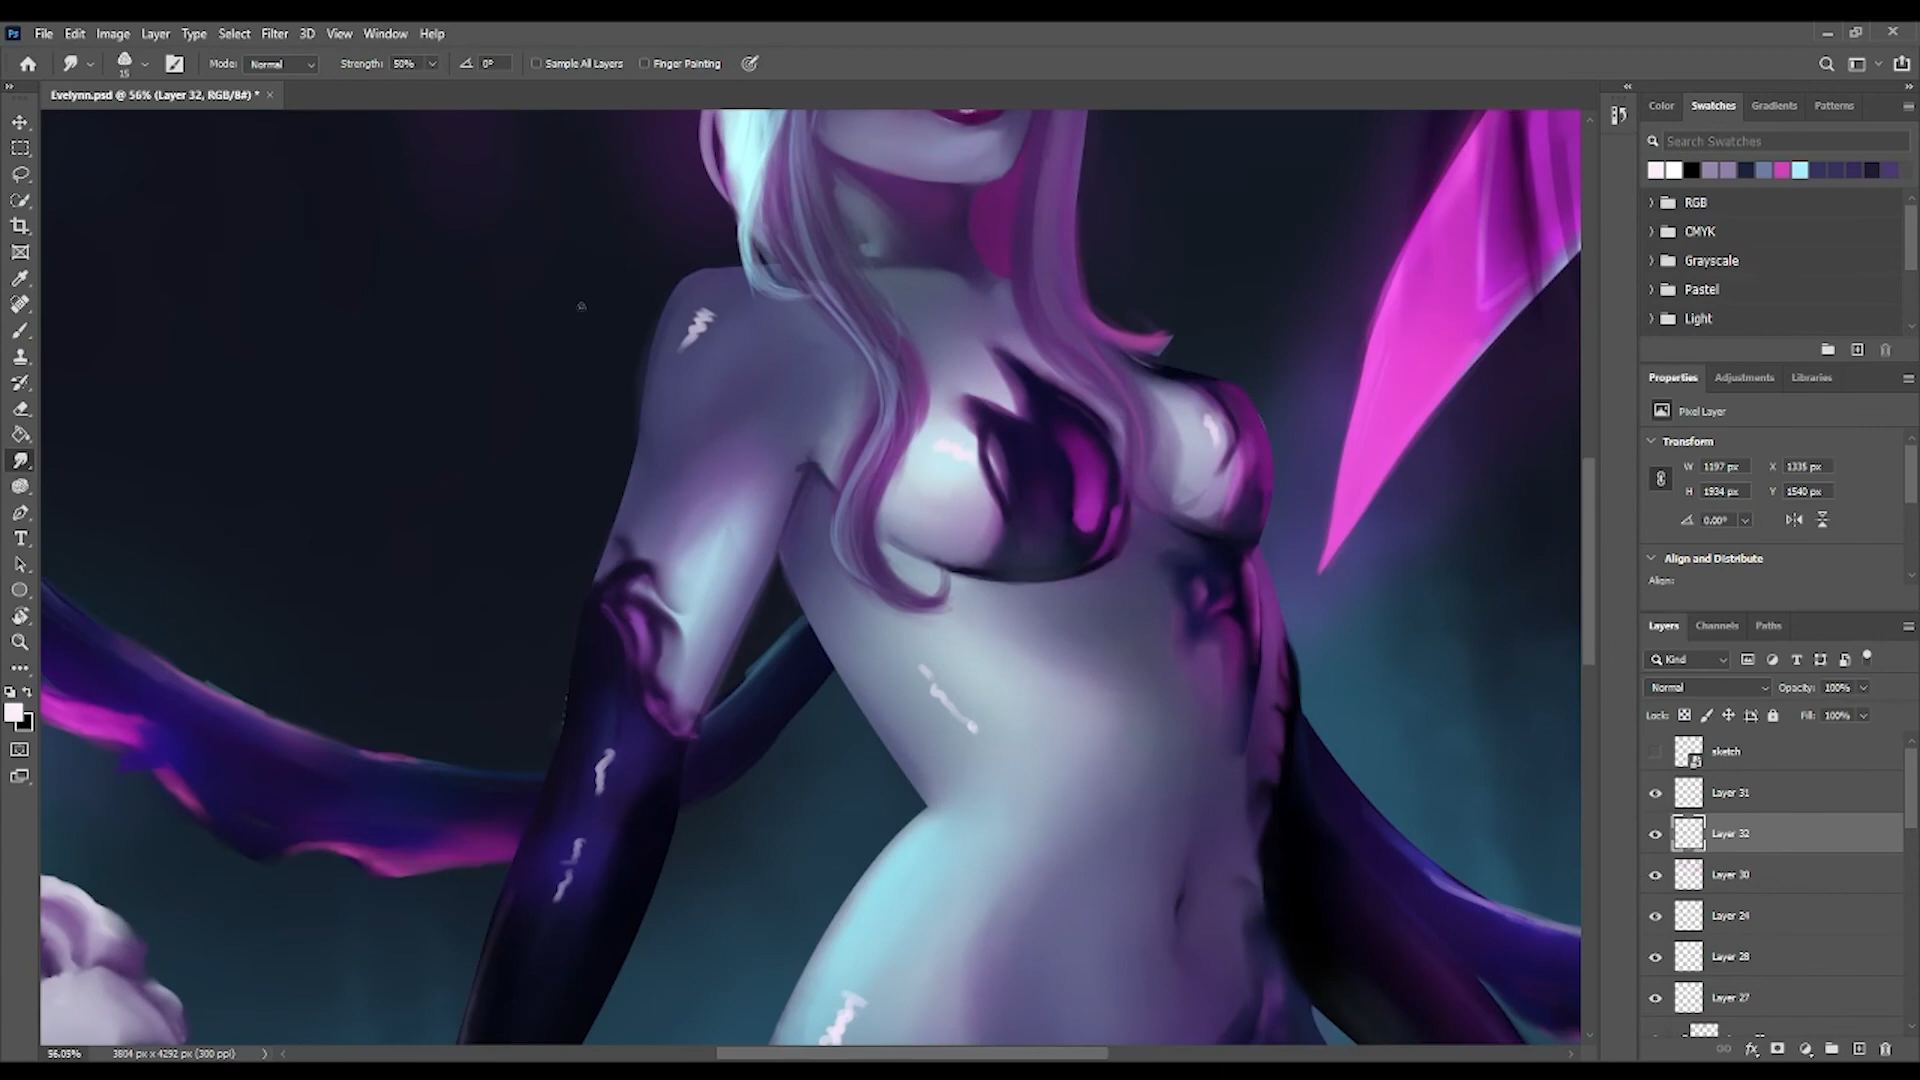 Ps File Edit Image Layer Type Select Filter 3D View Window Help
15 Mode: Normal Strength: 50% 0° Sample All Layers Finger Painting
Evelynn.psd @ 56% (Layer 32, RGB/8#) * ×
Color Swatches Gradients Patterns
Search Swatches
RGB
CMYK
Grayscale
Pastel
Light
Properties Adjustments Libraries
Pixel Layer
Transform
W 1197 px X 1335 px
H 1934 px Y 1540 px
0.00°
Align and Distribute
Align:
Layers Channels Paths
Kind
Normal Opacity: 100%
Lock: Fill: 100%
sketch
Layer 31
Layer 32
Layer 30
Layer 24
Layer 28
Layer 27
56.05% 3804 px x 4292 px (300 ppi)